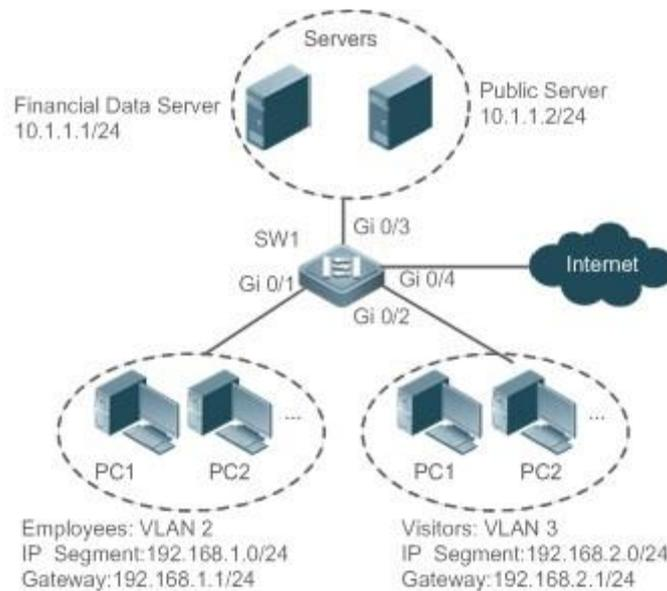 Servers
Financial Data Server
10.1.1.1/24
Public Server
10.1.1.2/24
Gi 0/3
SW1
Internet
Gi 0/1
Gi 0/4
Gi 0/2
PC1
PC2
...
PC1
PC2
...
Employees: VLAN 2
IP Segment:192.168.1.0/24
Gateway:192.168.1.1/24
Visitors: VLAN 3
IP Segment:192.168.2.0/24
Gateway:192.168.2.1/24